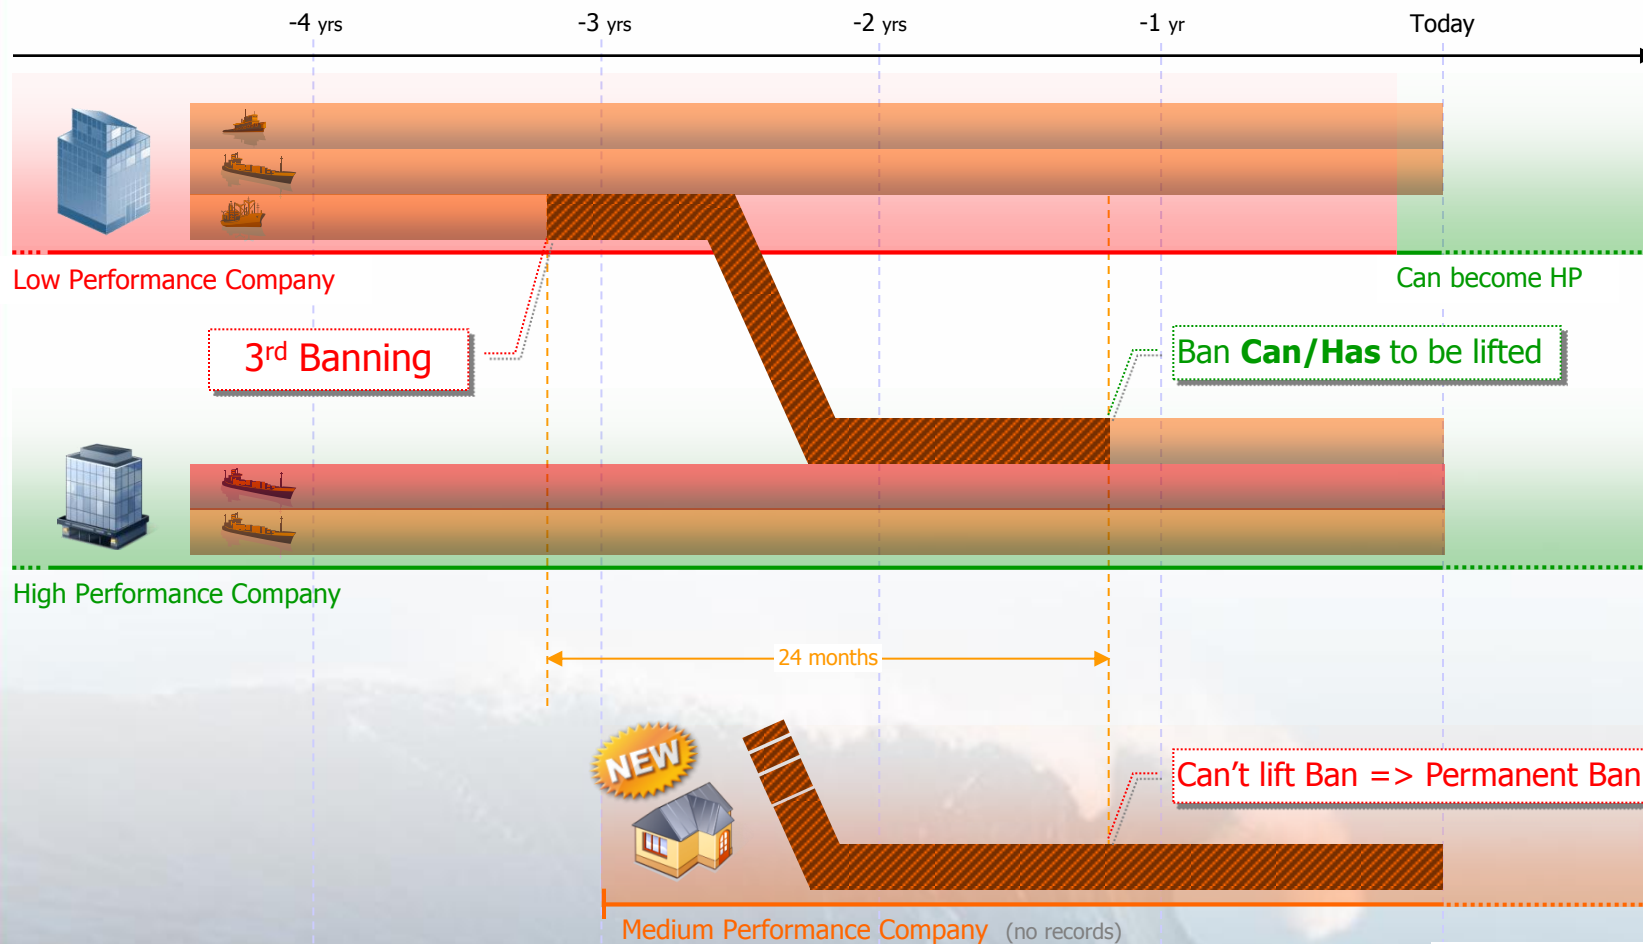 -4 yrs
-3 yrs
-2 yrs
-1 yr
Today
Low Performance Company
Can become HP
3rd Banning
Ban Can/Has to be lifted
High Performance Company
24 months
NEW
Can't lift Ban => Permanent Ban
Medium Performance Company (no records)